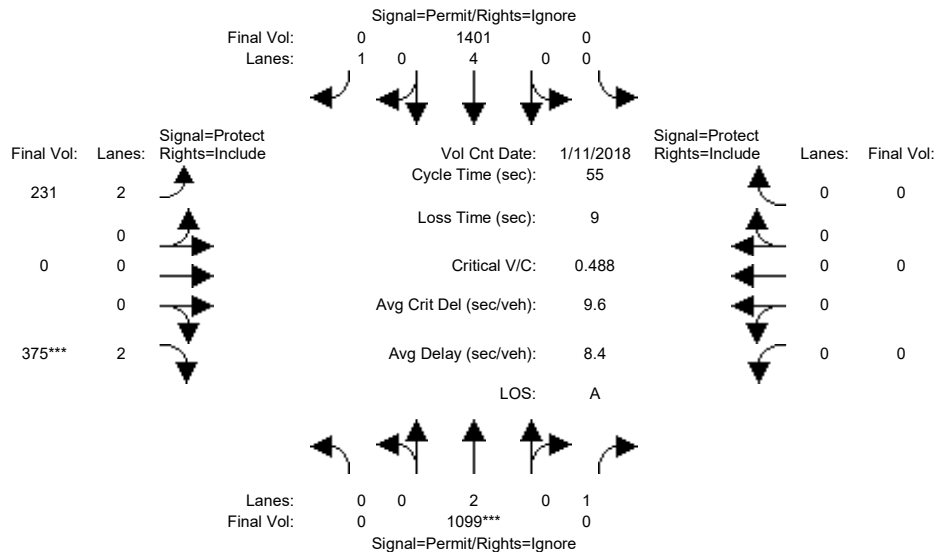 Signal=Permit/Rights=Ignore
Final Vol: 0 1401 0
Lanes: 1 0 4 0 0
Signal=Protect Signal=Protect
Final Vol: Lanes: Rights=Include Vol Cnt Date: 1/11/2018 Rights=Include Lanes: Final Vol:
Cycle Time (sec): 55
231 2 0 0
Loss Time (sec): 9
0 0
0 0 Critical V/C: 0.488 0 0
0 Avg Crit Del (sec/veh): 9.6 0
375*** 2 Avg Delay (sec/veh): 8.4 0 0
LOS: A
Lanes: 0 0 2 0 1
Final Vol: 0 1099*** 0
Signal=Permit/Rights=Ignore